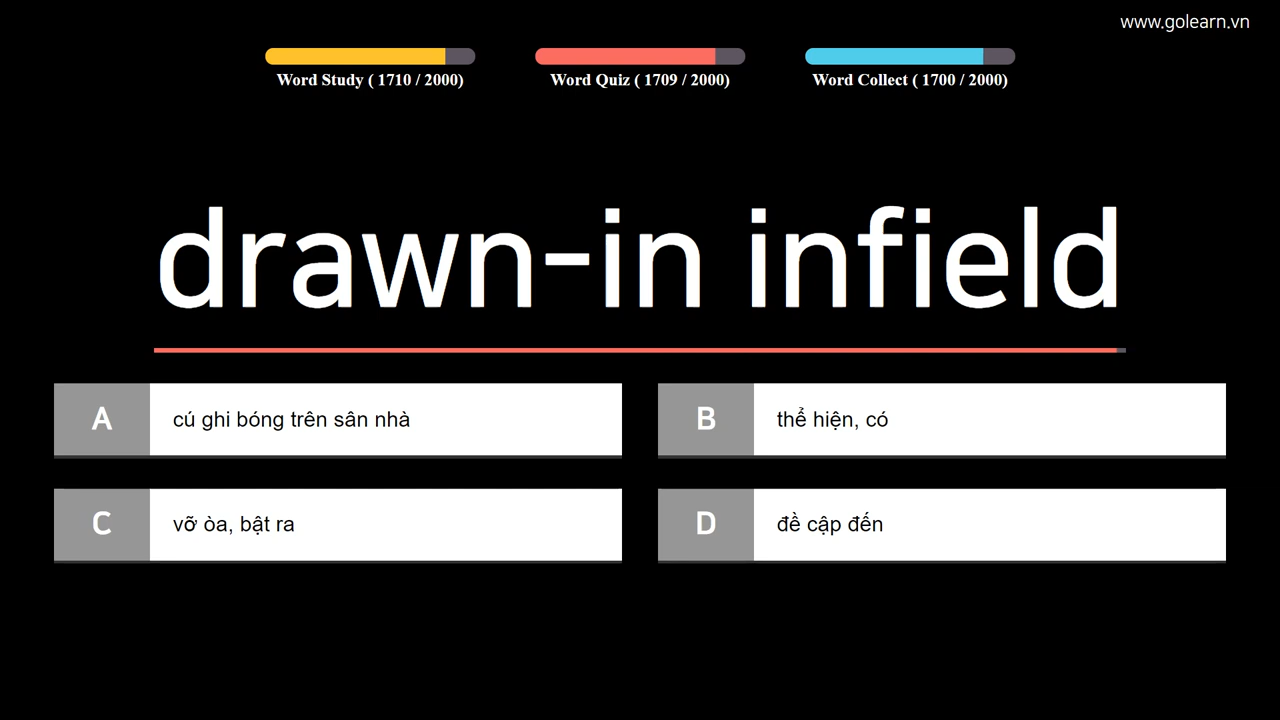 www.golearn.vn
Word Study ( 1710 / 2000)
Word Quiz ( 1709 / 2000)
Word Collect ( 1700 / 2000)
drawn-in infield
A cú ghi bóng trên sân nhà
B thể hiện, có
C vỡ òa, bật ra
D đề cập đến